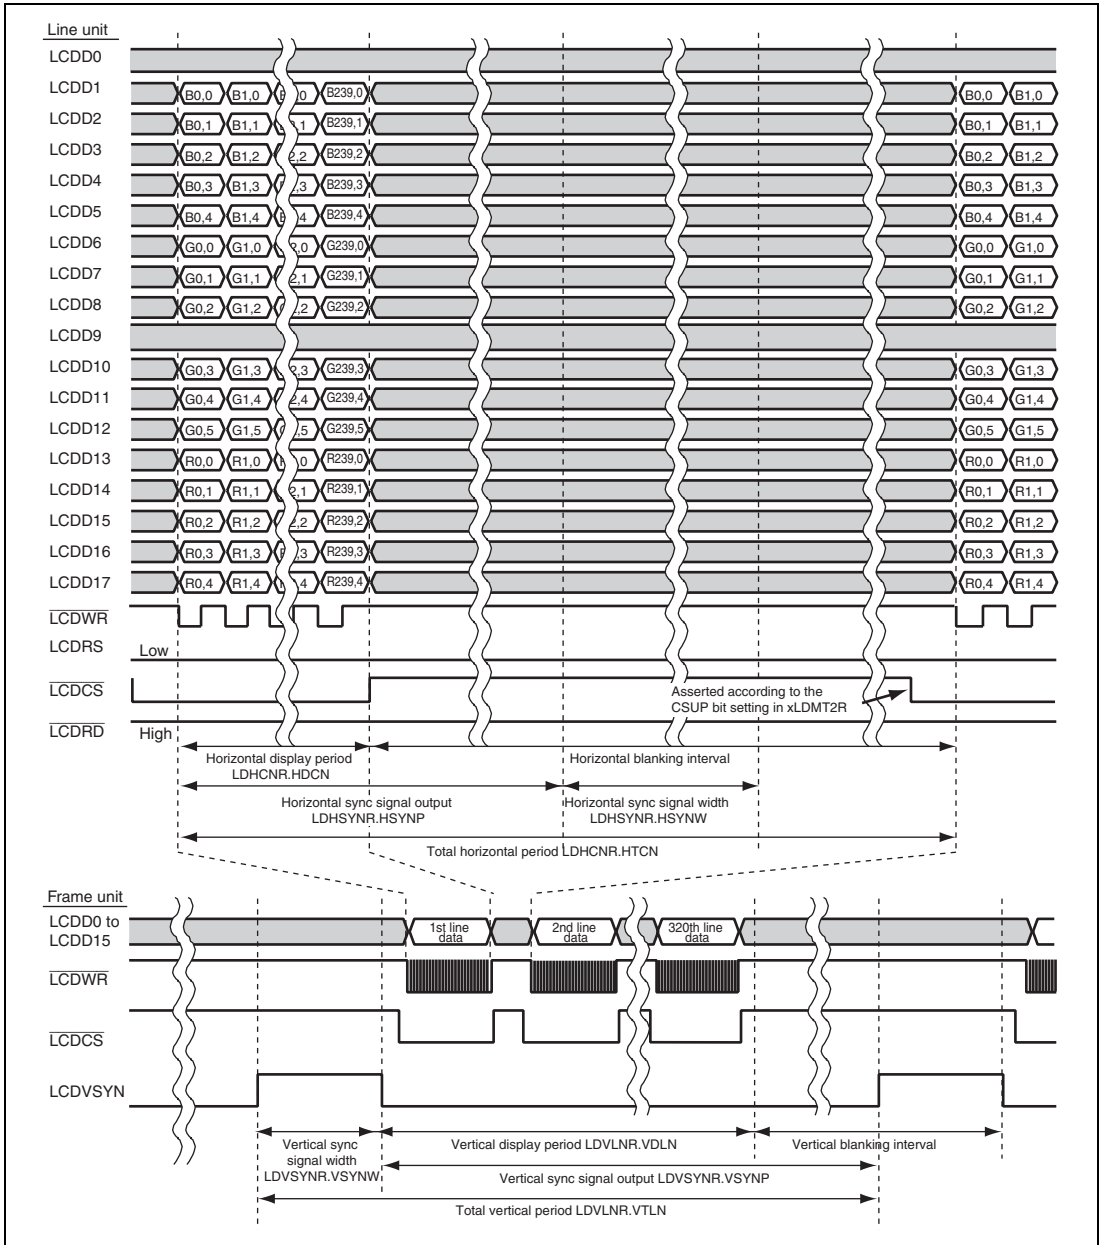 Line unit
LCDD0
LCDD1 B0,0 B1,0 B239,0 B0,0 B1,0
LCDD2 B0,1 B1,1 B239,1 B0,1 B1,1
LCDD3 B0,2 B1,2 B239,2 B0,2 B1,2
LCDD4 B0,3 B1,3 B239,3 B0,3 B1,3
LCDD5 B0,4 B1,4 B239,4 B0,4 B1,4
LCDD6 G0,0 G1,0 G239,0 G0,0 G1,0
LCDD7 G0,1 G1,1 G239,1 G0,1 G1,1
LCDD8 G0,2 G1,2 G239,2 G0,2 G1,2
LCDD9
LCDD10 G0,3 G1,3 G239,3 G0,3 G1,3
LCDD11 G0,4 G1,4 G239,4 G0,4 G1,4
LCDD12 G0,5 G1,5 G239,5 G0,5 G1,5
LCDD13 R0,0 R1,0 R239,0 R0,0 R1,0
LCDD14 R0,1 R1,1 R239,1 R0,1 R1,1
LCDD15 R0,2 R1,2 R239,2 R0,2 R1,2
LCDD16 R0,3 R1,3 R239,3 R0,3 R1,3
LCDD17 R0,4 R1,4 R239,4 R0,4 R1,4
LCDWR
LCDRS Low
LCDCS
Asserted according to the
CSUP bit setting in xLDMT2R
LCDRD High
Horizontal display period
LDHCNR.HDCN
Horizontal blanking interval
Horizontal sync signal output
LDHSYNR.HSYNP
Horizontal sync signal width
LDHSYNR.HSYNW
Total horizontal period LDHCNR.HTCN
Frame unit
LCDD0 to
LCDD15
1st line
data
2nd line
data
320th line
data
LCDWR
LCDCS
LCDVSYN
Vertical sync
signal width
LDVSYNR.VSYNW
Vertical display period LDVLNR.VDLN
Vertical blanking interval
Vertical sync signal output LDVSYNR.VSYNP
Total vertical period LDVLNR.VTLN